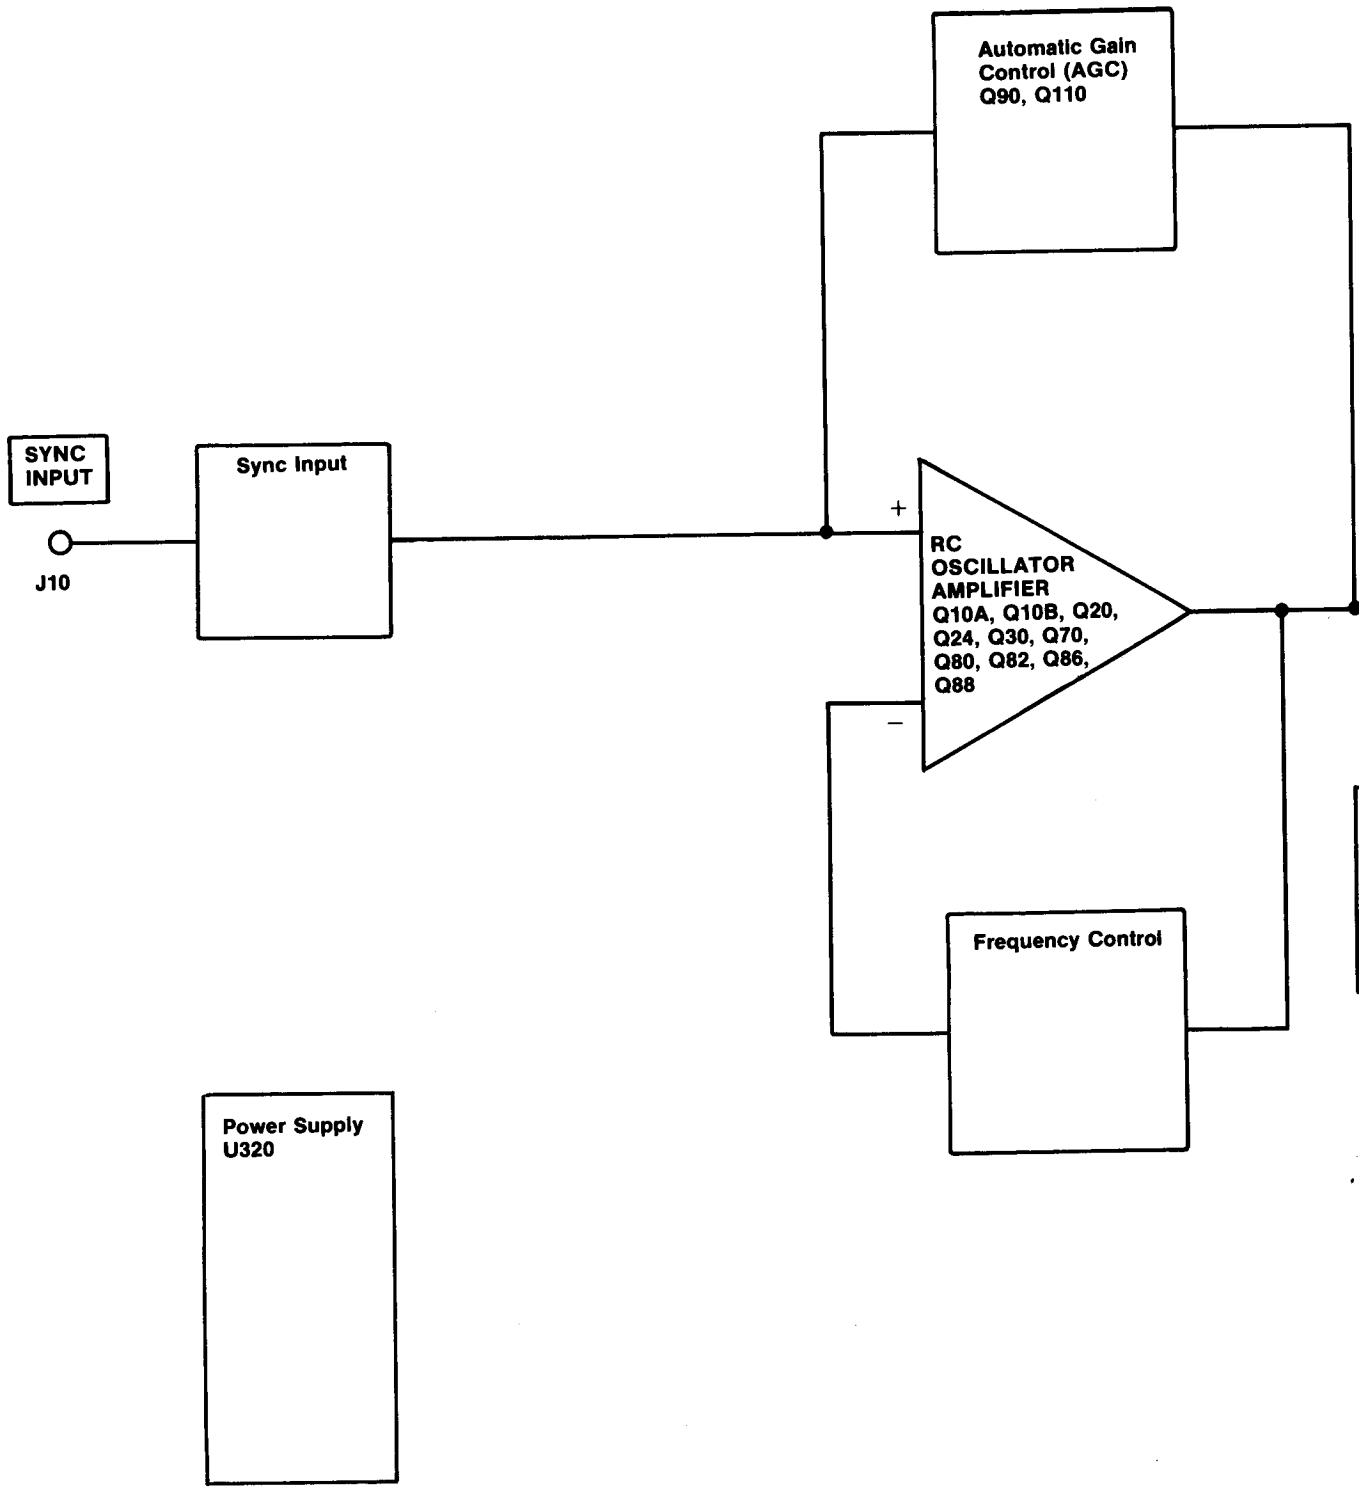 Automatic Gain
Control (AGC)
Q90, Q110
SYNC
INPUT
J10
Sync Input
+
RC
OSCILLATOR
AMPLIFIER
Q10A, Q10B, Q20,
Q24, Q30, Q70,
Q80, Q82, Q86,
Q88
−
Frequency Control
Power Supply
U320